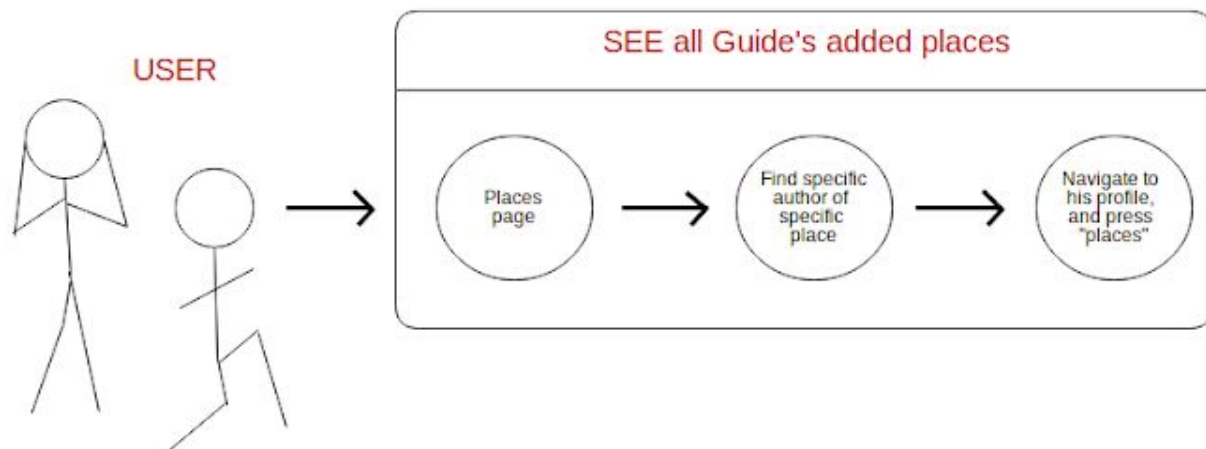 USER
SEE all Guide's added places
Places
page
Find specific
author of
specific
place
Navigate to
his profile,
and press
"places"